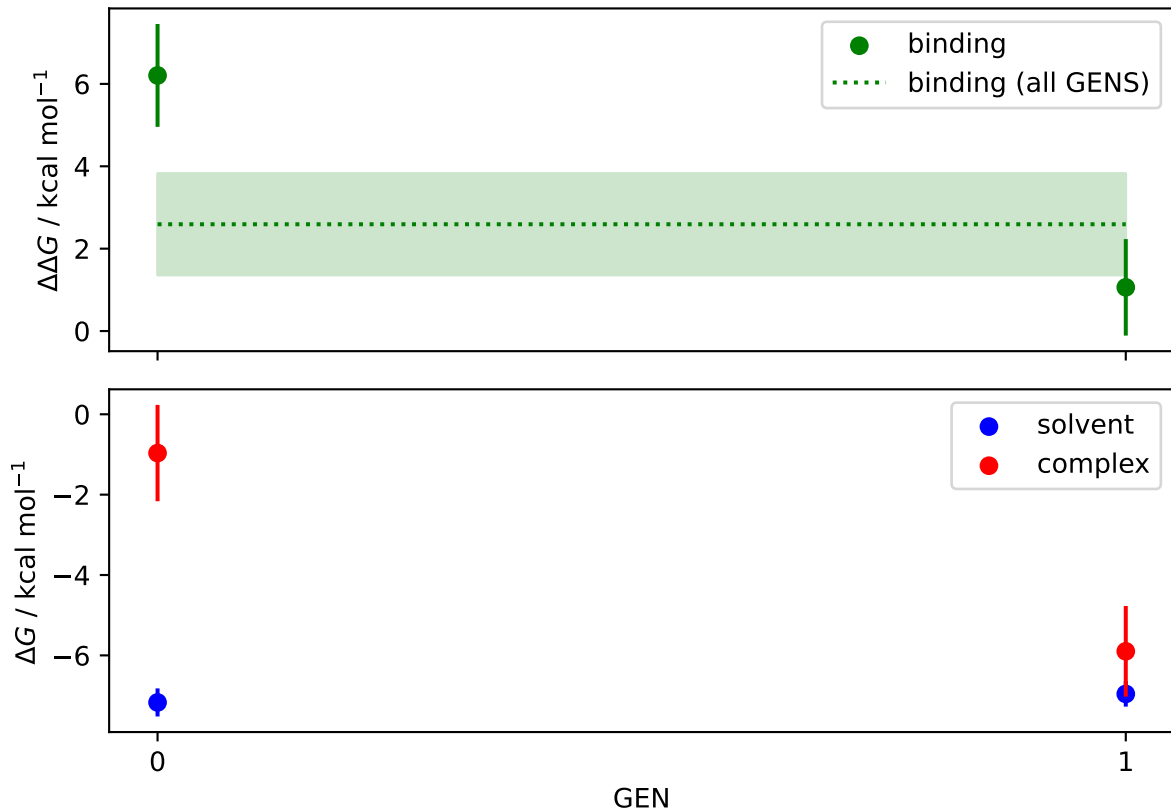 ΔΔG / kcal mol⁻¹
6
4
2
0
binding
binding (all GENS)
ΔG / kcal mol⁻¹
0
−2
−4
−6
solvent
complex
0
1
GEN